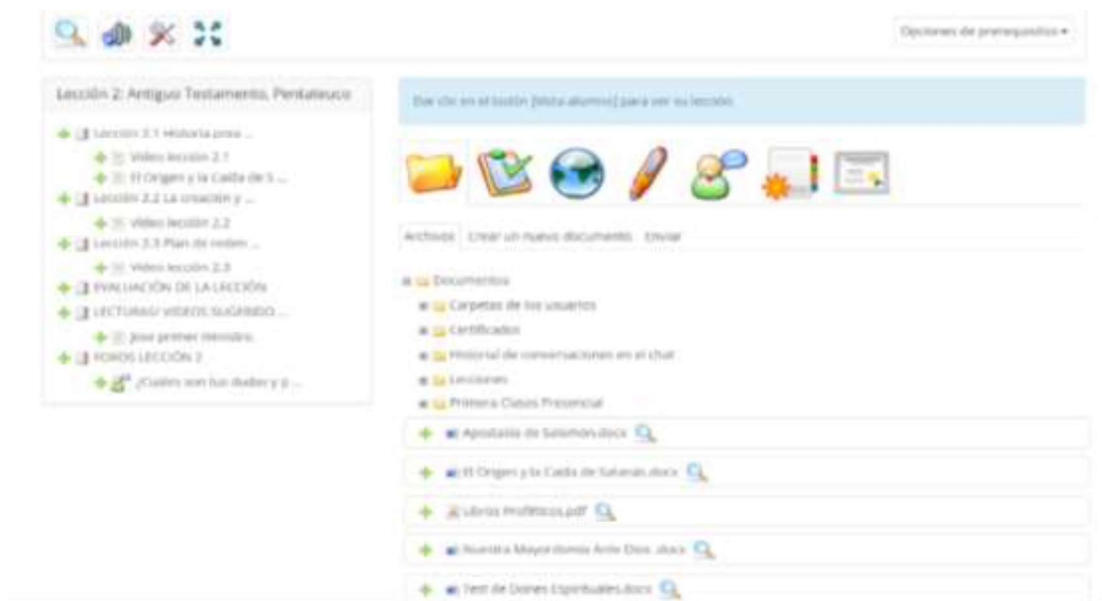 Opciones de prerequisitos
Lección 2: Antiguo Testamento, Pentateuco
Lección 2.1 Historia ...
Video lección 2.1
El Origen y la Caída de S ...
Lección 2.2 La creación y ...
Video lección 2.2
Lección 2.3 Plan de reden ...
Video lección 2.3
EVALUACIÓN DE LA LECCIÓN
LECTURAS/ VIDEOS SUGERIDO ...
Jose primer ministro.
FOROS LECCIÓN 2
¿Cuáles son tus dudas y p ...
Dar clic en el botón [Vista alumno] para ver su lección.
Archivos Crear un nuevo documento Enviar
Documentos
Carpetas de los usuarios
Certificados
Historial de conversaciones en el chat
Lecciones
Primera Clases Presencial
Apostasía de Salomon.docx
El Origen y la Caída de Satanás.docx
Libros Proféticos.pdf
Nuestra Mayordomía Ante Dios .docx
Test de Dones Espirituales.docx